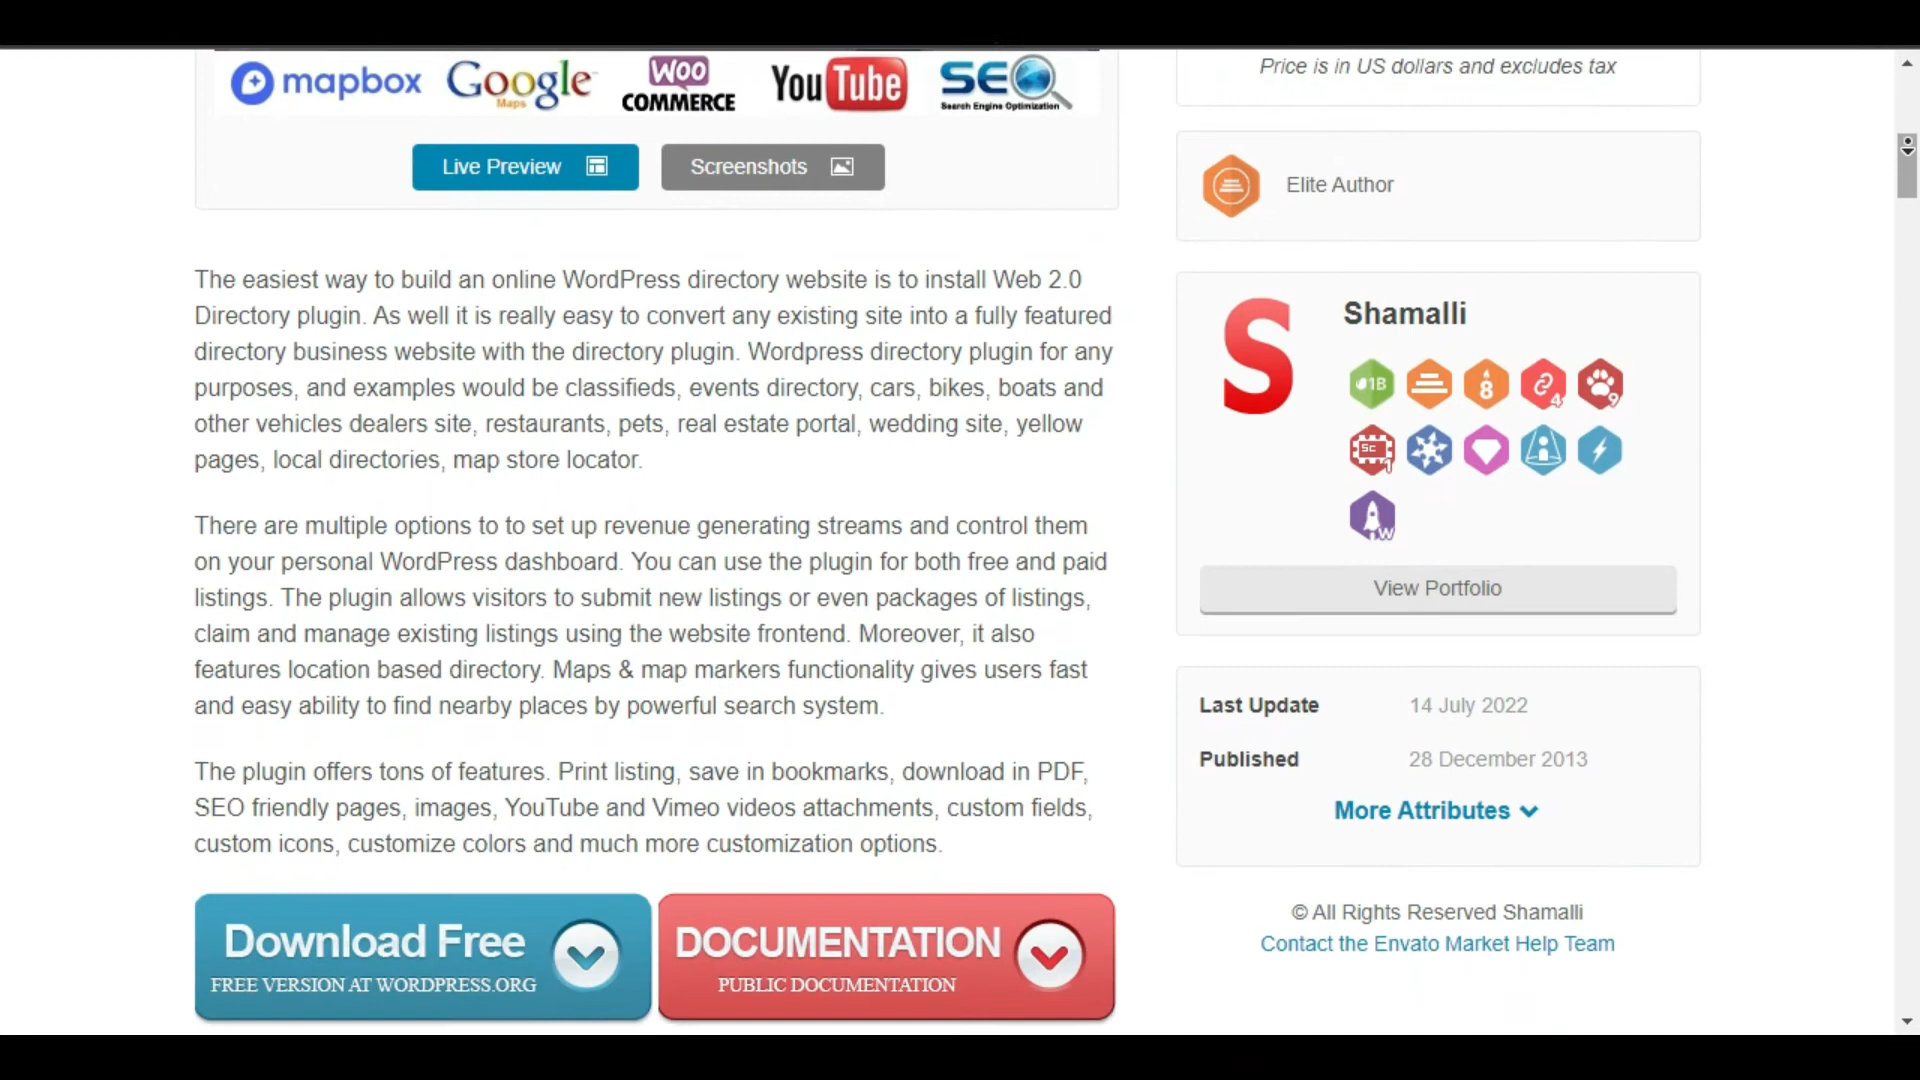 mapbox Google Maps WOO COMMERCE YouTube SEO Search Engine Optimization
Live Preview
Screenshots
The easiest way to build an online WordPress directory website is to install Web 2.0
Directory plugin. As well it is really easy to convert any existing site into a fully featured
directory business website with the directory plugin. Wordpress directory plugin for any
purposes, and examples would be classifieds, events directory, cars, bikes, boats and
other vehicles dealers site, restaurants, pets, real estate portal, wedding site, yellow
pages, local directories, map store locator.
There are multiple options to to set up revenue generating streams and control them
on your personal WordPress dashboard. You can use the plugin for both free and paid
listings. The plugin allows visitors to submit new listings or even packages of listings,
claim and manage existing listings using the website frontend. Moreover, it also
features location based directory. Maps & map markers functionality gives users fast
and easy ability to find nearby places by powerful search system.
The plugin offers tons of features. Print listing, save in bookmarks, download in PDF,
SEO friendly pages, images, YouTube and Vimeo videos attachments, custom fields,
custom icons, customize colors and much more customization options.
Download Free
FREE VERSION AT WORDPRESS.ORG
DOCUMENTATION
PUBLIC DOCUMENTATION
Price is in US dollars and excludes tax
Elite Author
S
Shamalli
1B 8 4 9
Sc 1
W
View Portfolio
Last Update 14 July 2022
Published 28 December 2013
More Attributes
© All Rights Reserved Shamalli
Contact the Envato Market Help Team